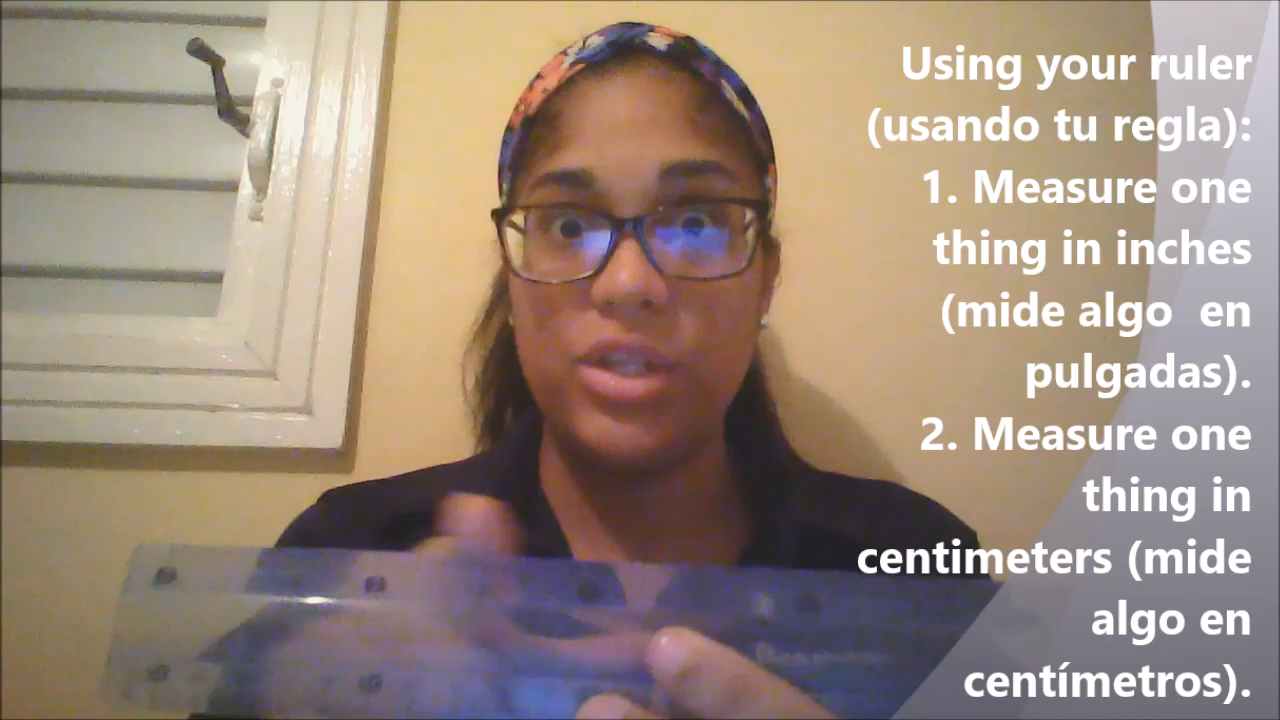 Using your ruler
(usando tu regla):
1. Measure one
thing in inches
(mide algo  en
pulgadas).
2. Measure one
thing in
centimeters (mide
algo en
centímetros).